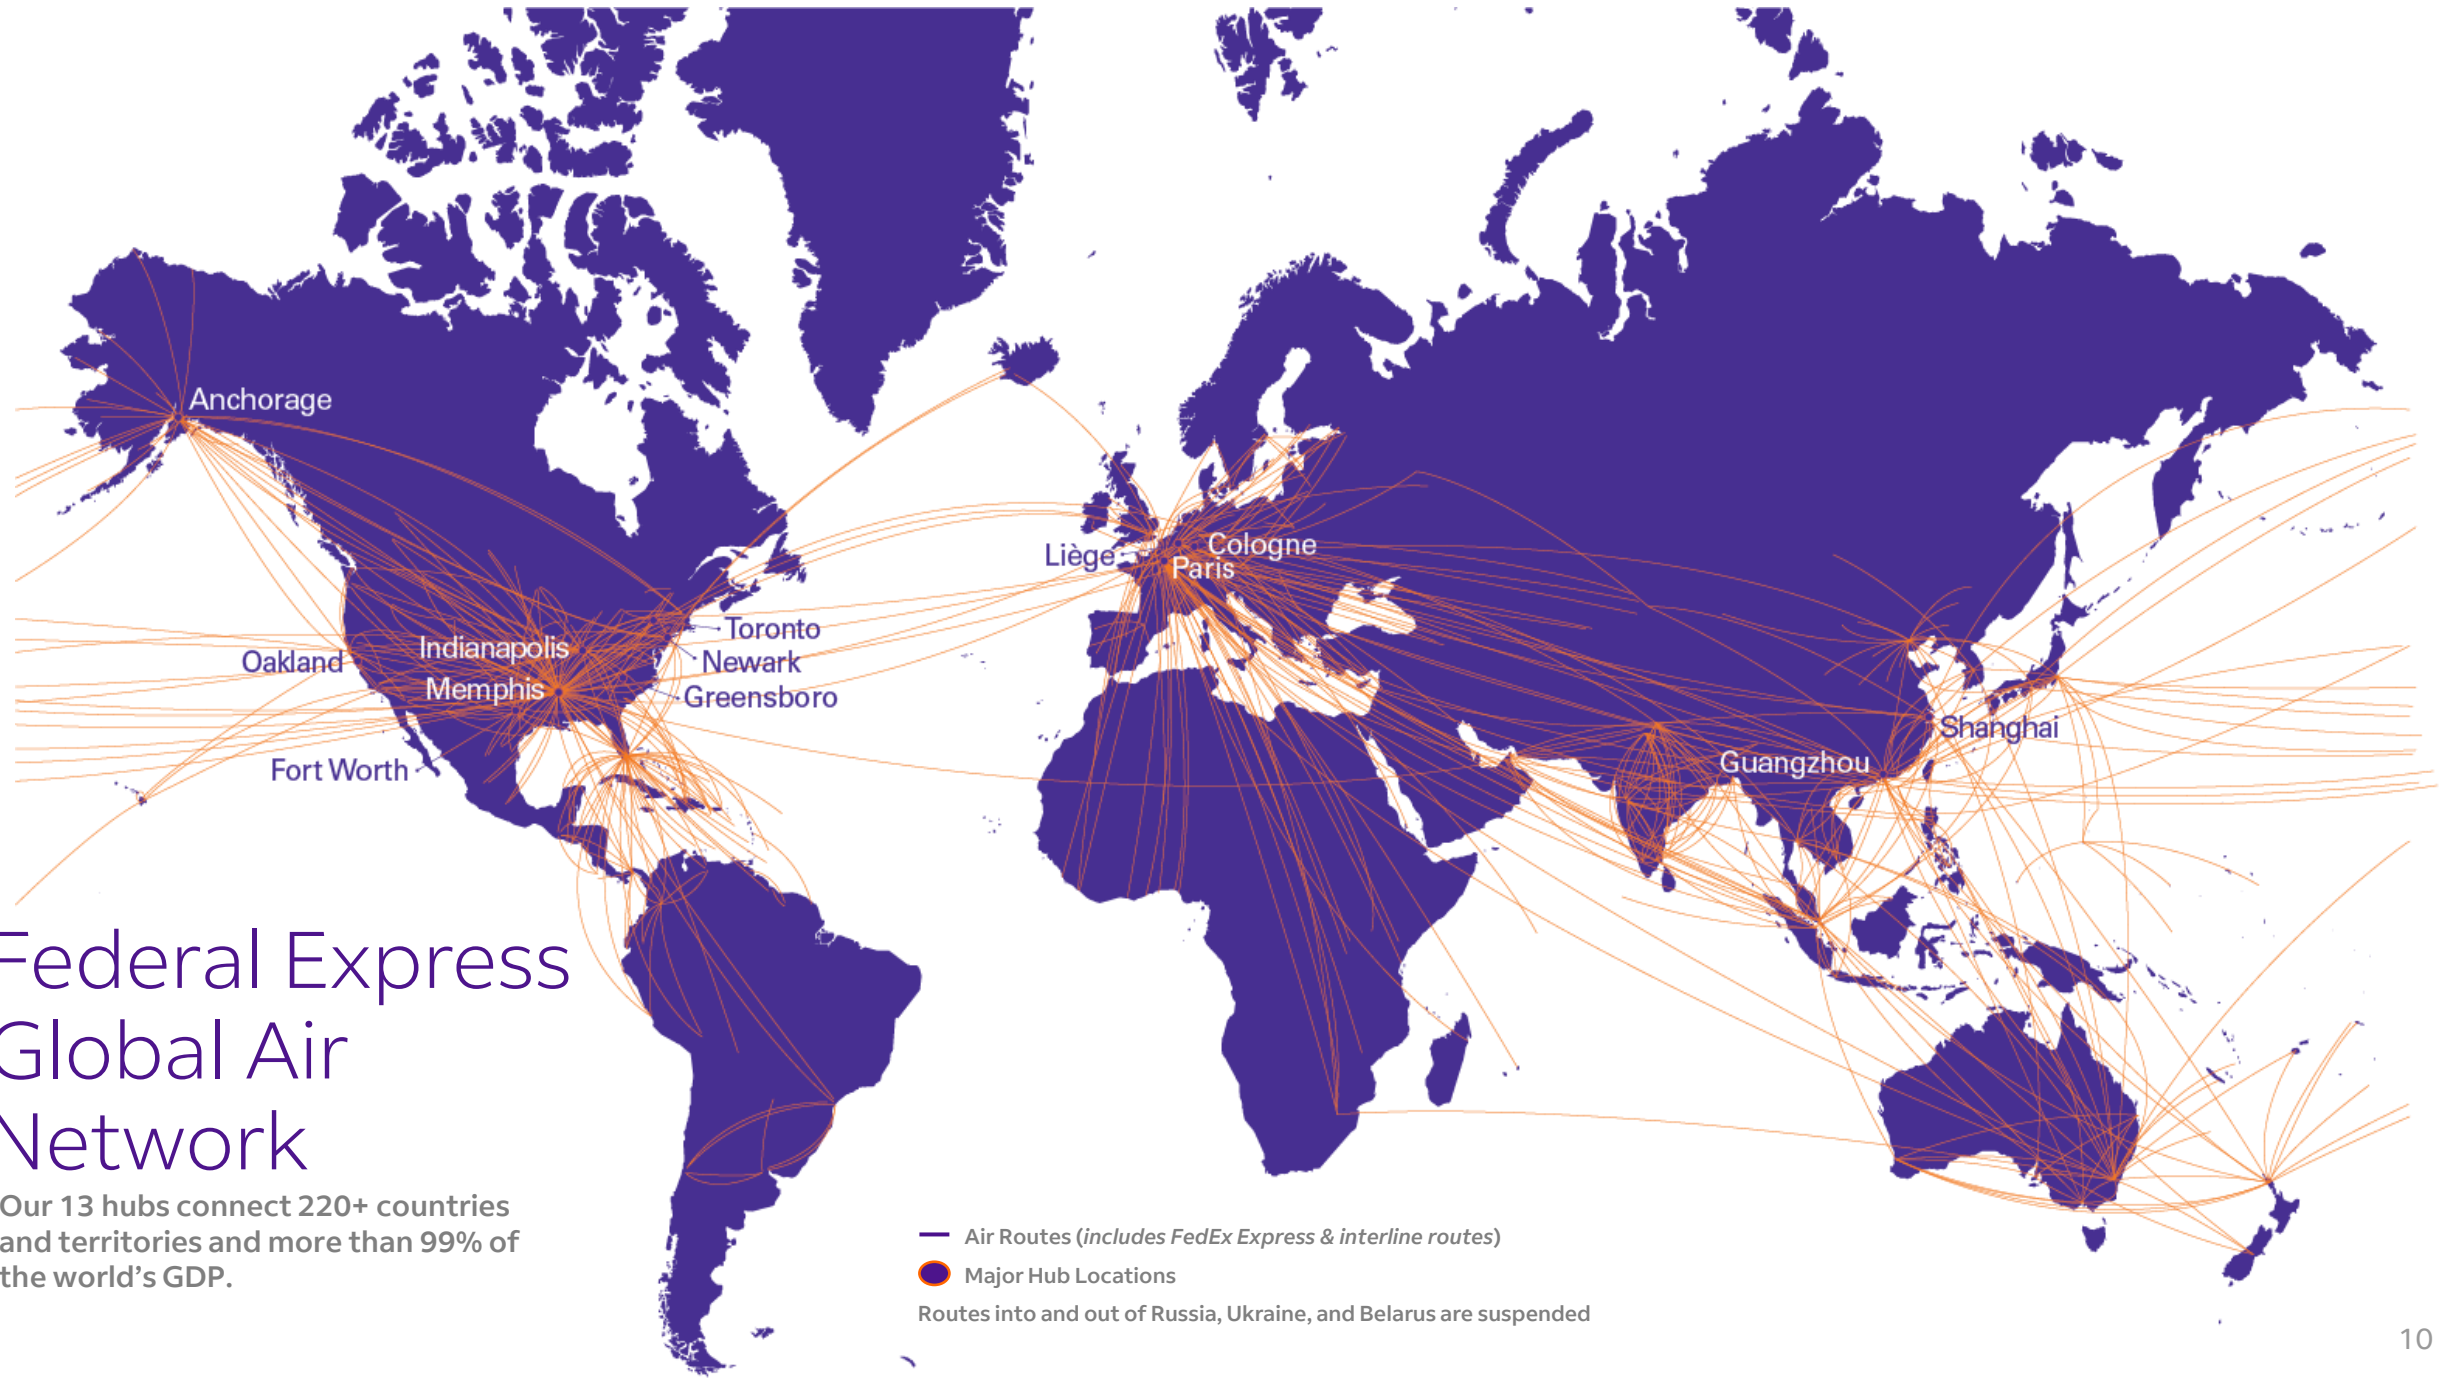 Anchorage
Liège
Cologne
Paris
Toronto
Indianapolis
Oakland
Newark
Memphis
Greensboro
Fort Worth
Shanghai
Guangzhou
Federal Express
Global Air
Network
Our 13 hubs connect 220+ countries
and territories and more than 99% of
the world’s GDP.
Air Routes (includes FedEx Express & interline routes)
Major Hub Locations
Routes into and out of Russia, Ukraine, and Belarus are suspended
10